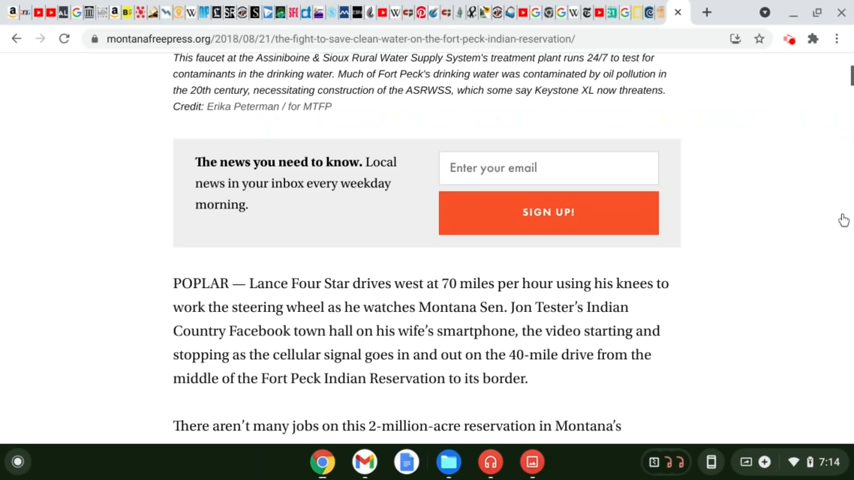 montanafreepress.org/2018/08/21/the-fight-to-save-clean-water-on-the-fort-peck-indian-reservation/
This faucet at the Assiniboine & Sioux Rural Water Supply System's treatment plant runs 24/7 to test for
contaminants in the drinking water. Much of Fort Peck's drinking water was contaminated by oil pollution in
the 20th century, necessitating construction of the ASRWSS, which some say Keystone XL now threatens.
Credit: Erika Peterman / for MTFP
The news you need to know. Local
news in your inbox every weekday
morning.
Enter your email
SIGN UP!
POPLAR — Lance Four Star drives west at 70 miles per hour using his knees to
work the steering wheel as he watches Montana Sen. Jon Tester's Indian
Country Facebook town hall on his wife's smartphone, the video starting and
stopping as the cellular signal goes in and out on the 40-mile drive from the
middle of the Fort Peck Indian Reservation to its border.
There aren't many jobs on this 2-million-acre reservation in Montana's
7:14